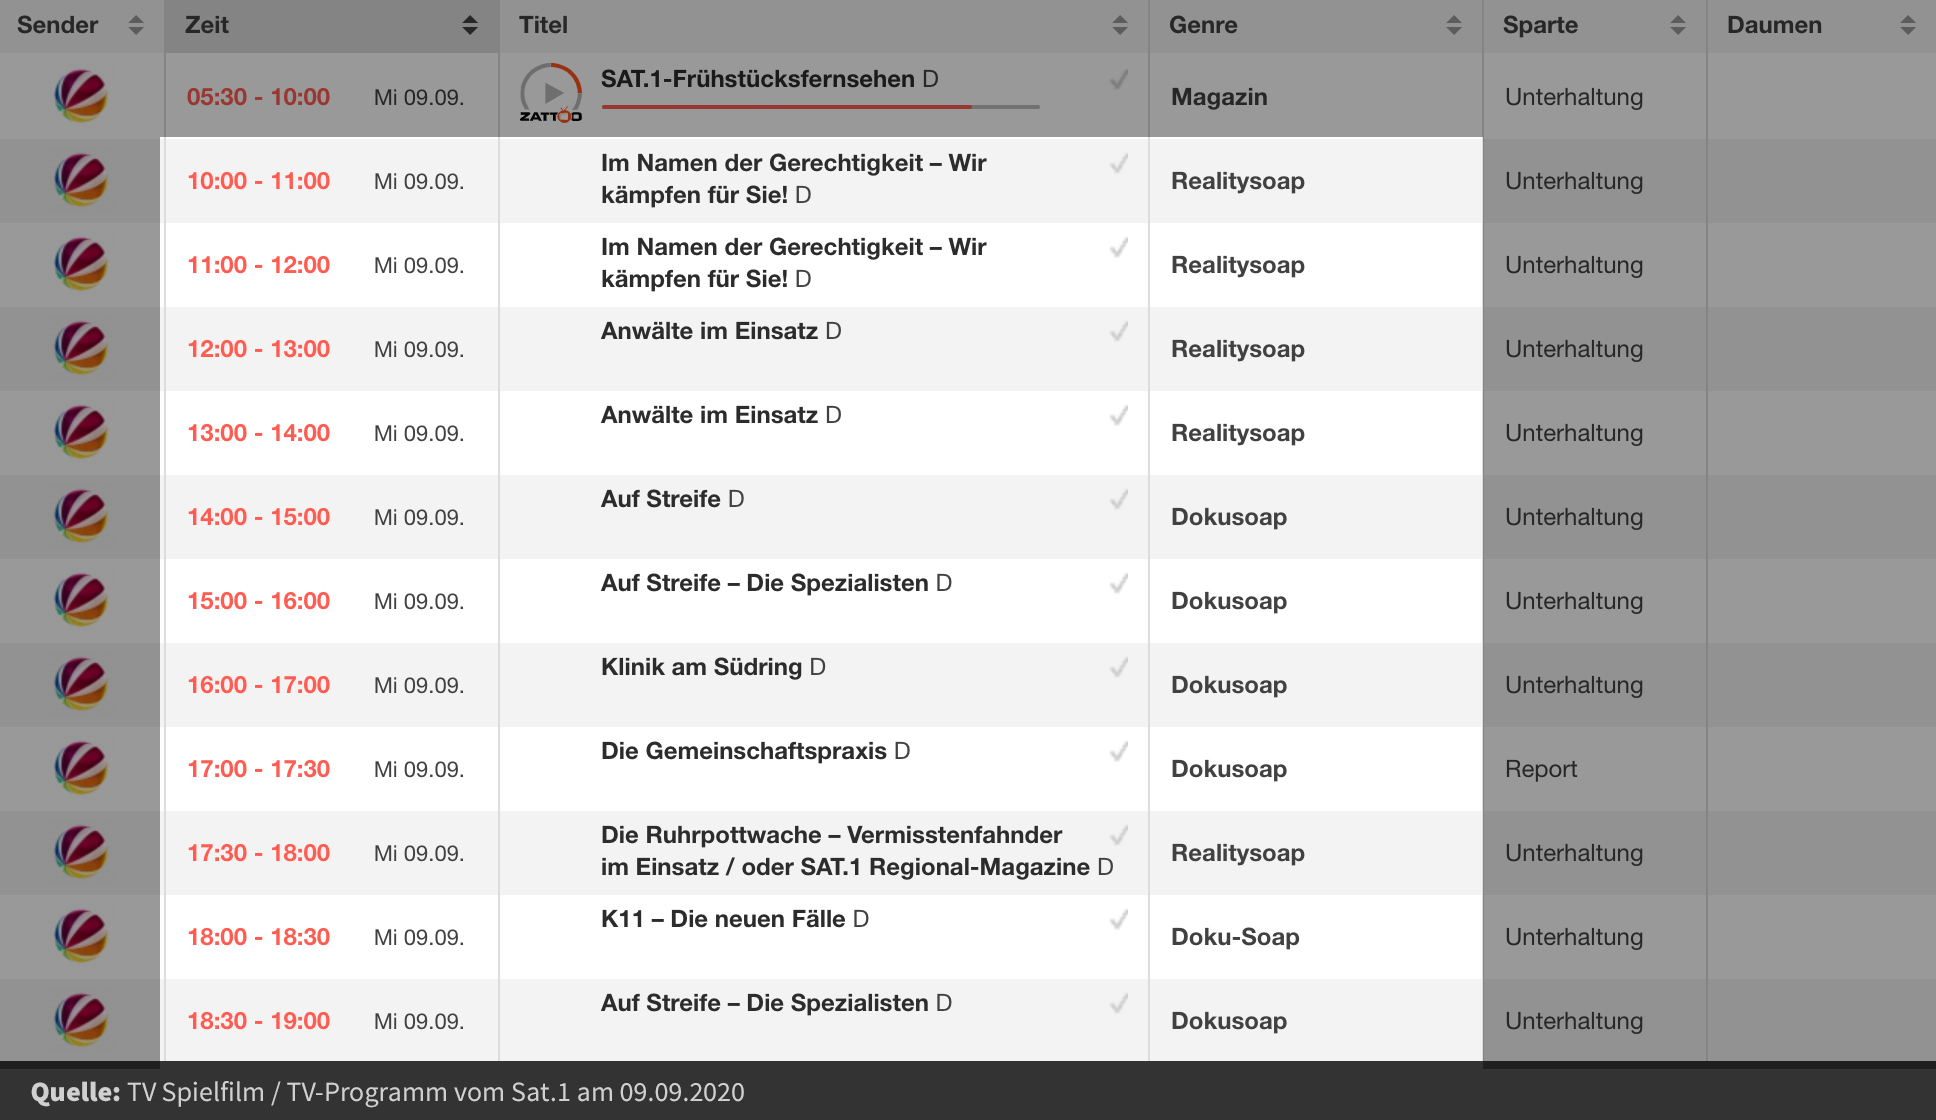 Sender Zeit Titel Genre Sparte Daumen
05:30 - 10:00 Mi 09.09. ZATTOO SAT.1-Frühstücksfernsehen D Magazin Unterhaltung
10:00 - 11:00 Mi 09.09. Im Namen der Gerechtigkeit – Wir
kämpfen für Sie! D Realitysoap Unterhaltung
11:00 - 12:00 Mi 09.09. Im Namen der Gerechtigkeit – Wir
kämpfen für Sie! D Realitysoap Unterhaltung
12:00 - 13:00 Mi 09.09. Anwälte im Einsatz D Realitysoap Unterhaltung
13:00 - 14:00 Mi 09.09. Anwälte im Einsatz D Realitysoap Unterhaltung
14:00 - 15:00 Mi 09.09. Auf Streife D Dokusoap Unterhaltung
15:00 - 16:00 Mi 09.09. Auf Streife – Die Spezialisten D Dokusoap Unterhaltung
16:00 - 17:00 Mi 09.09. Klinik am Südring D Dokusoap Unterhaltung
17:00 - 17:30 Mi 09.09. Die Gemeinschaftspraxis D Dokusoap Report
17:30 - 18:00 Mi 09.09. Die Ruhrpottwache – Vermisstenfahnder
im Einsatz / oder SAT.1 Regional-Magazine D Realitysoap Unterhaltung
18:00 - 18:30 Mi 09.09. K11 – Die neuen Fälle D Doku-Soap Unterhaltung
18:30 - 19:00 Mi 09.09. Auf Streife – Die Spezialisten D Dokusoap Unterhaltung
Quelle: TV Spielfilm / TV-Programm vom Sat.1 am 09.09.2020